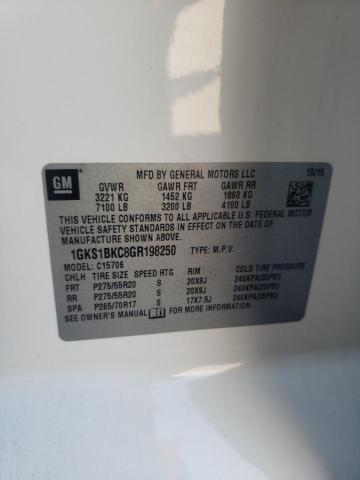 GM
MFD BY GENERAL MOTORS LLC 10/15
GVWR GAWR FRT GAWR RR
3221 KG 1452 KG 1860 KG
7100 LB 3200 LB 4100 LB
THIS VEHICLE CONFORMS TO ALL APPLICABLE U.S. FEDERAL MOTOR
VEHICLE SAFETY STANDARDS IN EFFECT ON THE DATE OF
MANUFACTURE SHOWN ABOVE.
1GKS1BKC8GR198250 TYPE: M.P.V.
MODEL: C15706
CHL TIRE SIZE SPEED RTG RIM COLD TIRE PRESSURE
FRT P275/55R20 S 20X9J 240KPA(35PSI)
RR P275/55R20 S 20X9J 240KPA(35PSI)
SPA P265/70R17 S 17X7.5J 240KPA(35PSI)
SEE OWNER'S MANUAL FOR ADDITIONAL INFORMATION.